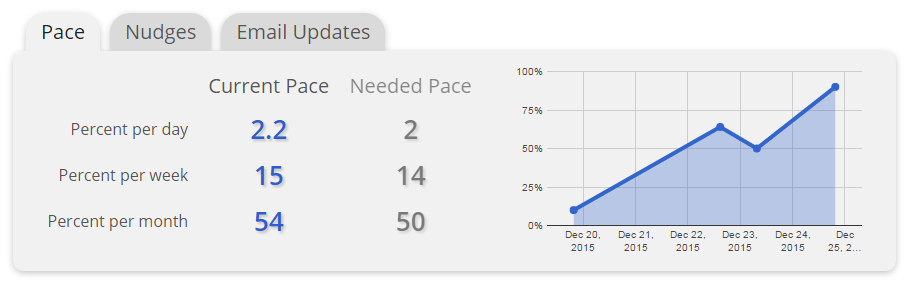 Pace Nudges Email Updates
Current Pace Needed Pace
Percent per day 2.2 2
Percent per week 15 14
Percent per month 54 50
100%
75%
50%
25%
0%
Dec 20, 2015
Dec 21, 2015
Dec 22, 2015
Dec 23, 2015
Dec 24, 2015
Dec 25, 2...